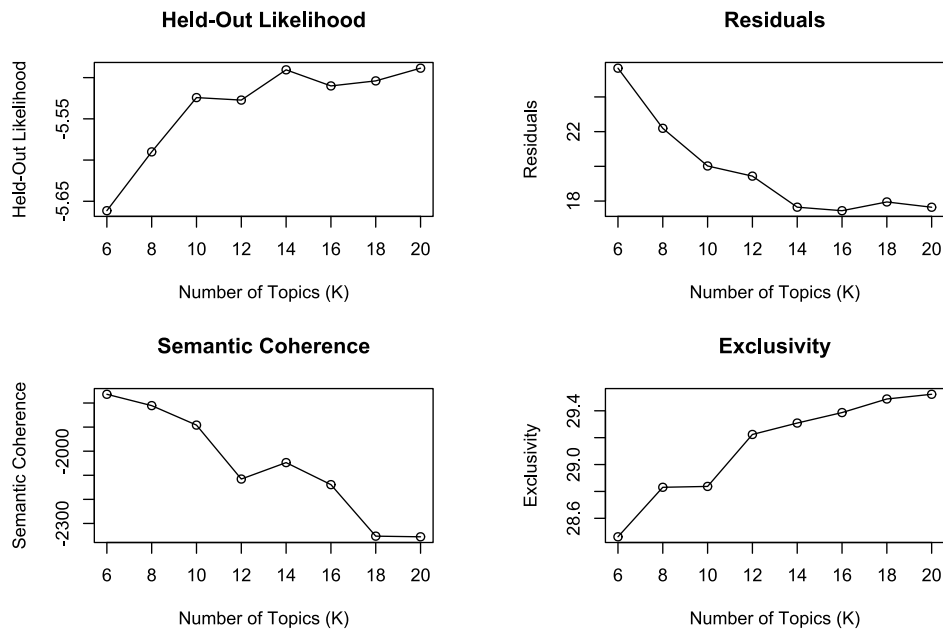 Held-Out Likelihood
Held-Out Likelihood
-5.55
-5.65
6 8 10 12 14 16 18 20
Number of Topics (K)
Residuals
Residuals
22
18
6 8 10 12 14 16 18 20
Number of Topics (K)
Semantic Coherence
Semantic Coherence
-2000
-2300
6 8 10 12 14 16 18 20
Number of Topics (K)
Exclusivity
Exclusivity
29.4
29.0
28.6
6 8 10 12 14 16 18 20
Number of Topics (K)